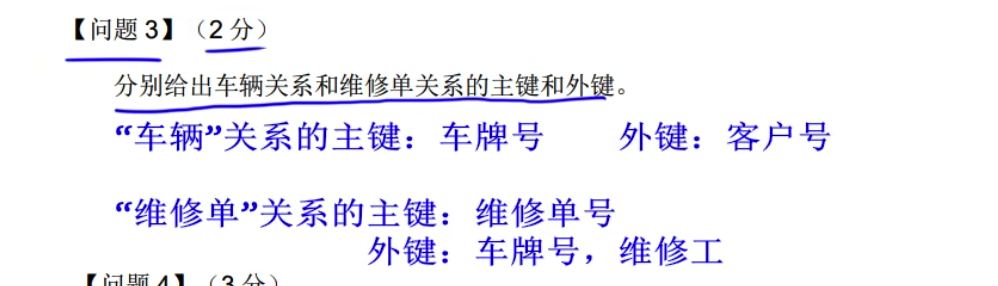 【问题 3】（2 分）
分别给出车辆关系和维修单关系的主键和外键。
“车辆”关系的主键：车牌号 外键：客户号
“维修单”关系的主键：维修单号
外键：车牌号，维修工
【问题 4】（3 分）